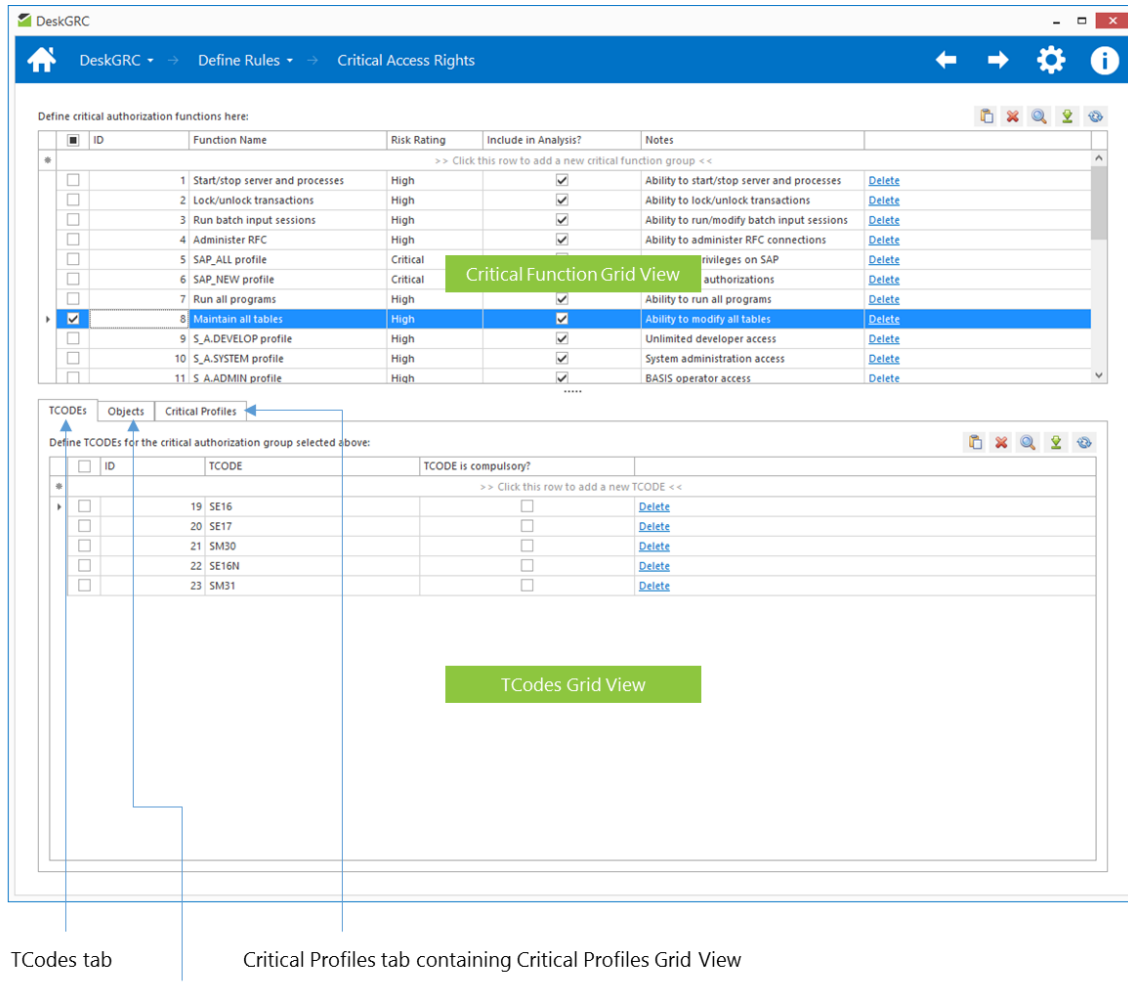 DeskGRC
DeskGRC → Define Rules → Critical Access Rights
Define critical authorization functions here:
ID Function Name Risk Rating Include in Analysis? Notes
>> Click this row to add a new critical function group <<
1 Start/stop server and processes High Ability to start/stop server and processes Delete
2 Lock/unlock transactions High Ability to lock/unlock transactions Delete
3 Run batch input sessions High Ability to run/modify batch input sessions Delete
4 Administer RFC High Ability to administer RFC connections Delete
5 SAP_ALL profile Critical on SAP Delete
Critical Function Grid View
6 SAP_NEW profile Critical authorizations Delete
7 Run all programs High Ability to run all programs Delete
8 Maintain all tables High Ability to modify all tables Delete
9 S_A.DEVELOP profile High Unlimited developer access Delete
10 S_A.SYSTEM profile High System administration access Delete
11 S_A.ADMIN profile High BASIS operator access Delete
TCODEs Objects Critical Profiles
Define TCODEs for the critical authorization group selected above:
ID TCODE TCODE is compulsory?
>> Click this row to add a new TCODE <<
19 SE16 Delete
20 SE17 Delete
21 SM30 Delete
22 SE16N Delete
23 SM31 Delete
TCodes Grid View
TCodes tab Critical Profiles tab containing Critical Profiles Grid View